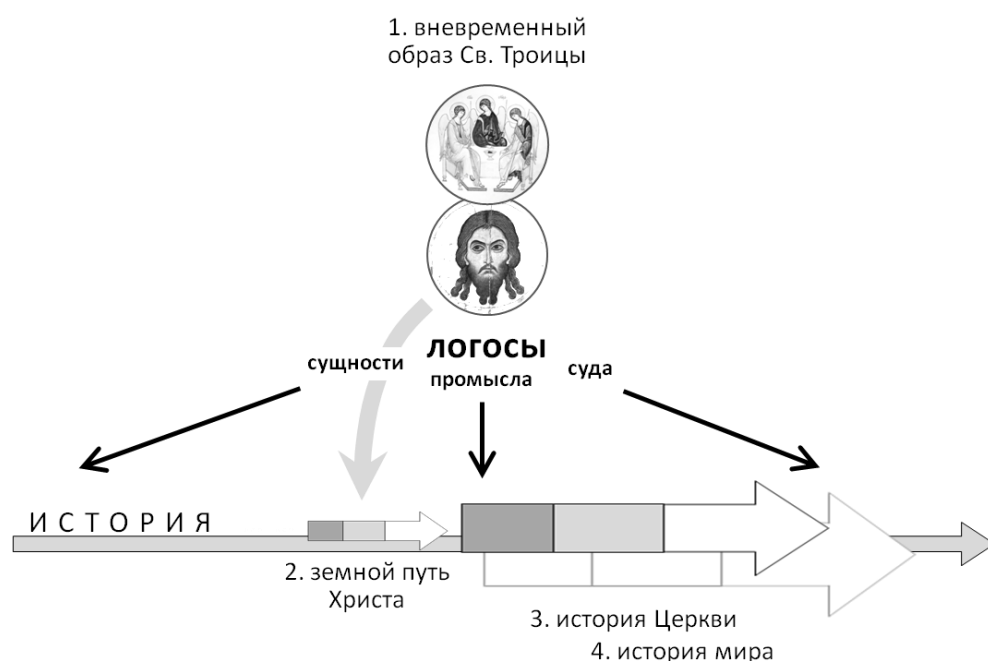 1. вневременный
образ Св. Троицы
ЛОГОСЫ
сущности
промысла
суда
ИСТОРИЯ
2. земной путь
Христа
3. история Церкви
4. история мира